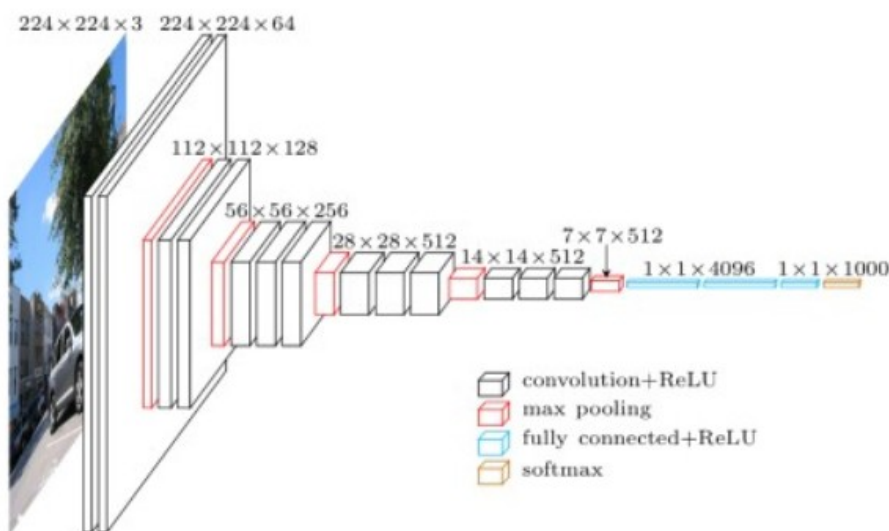 224 × 224 × 3
224 × 224 × 64
112 × 112 × 128
56 × 56 × 256
28 × 28 × 512
14 × 14 × 512
7 × 7 × 512
1 × 1 × 4096
1 × 1 × 1000
convolution+ReLU
max pooling
fully connected+ReLU
softmax